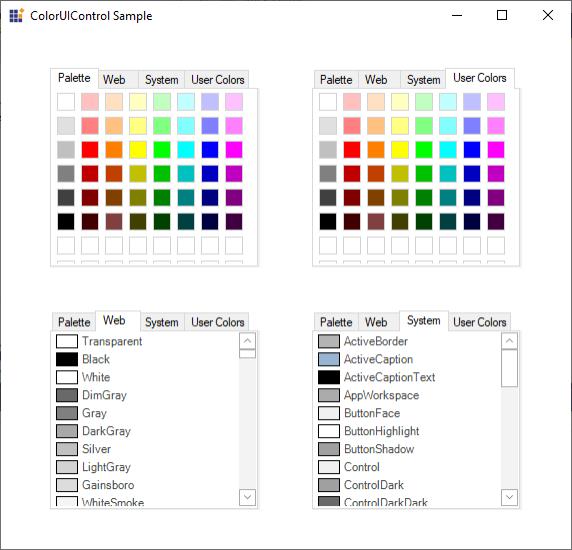 ColorUIControl Sample
Palette Web System User Colors
Palette Web System User Colors
Palette Web System User Colors
Transparent
Black
White
DimGray
Gray
DarkGray
Silver
LightGray
Gainsboro
WhiteSmoke
Palette Web System User Colors
ActiveBorder
ActiveCaption
ActiveCaptionText
AppWorkspace
ButtonFace
ButtonHighlight
ButtonShadow
Control
ControlDark
ControlDarkDark